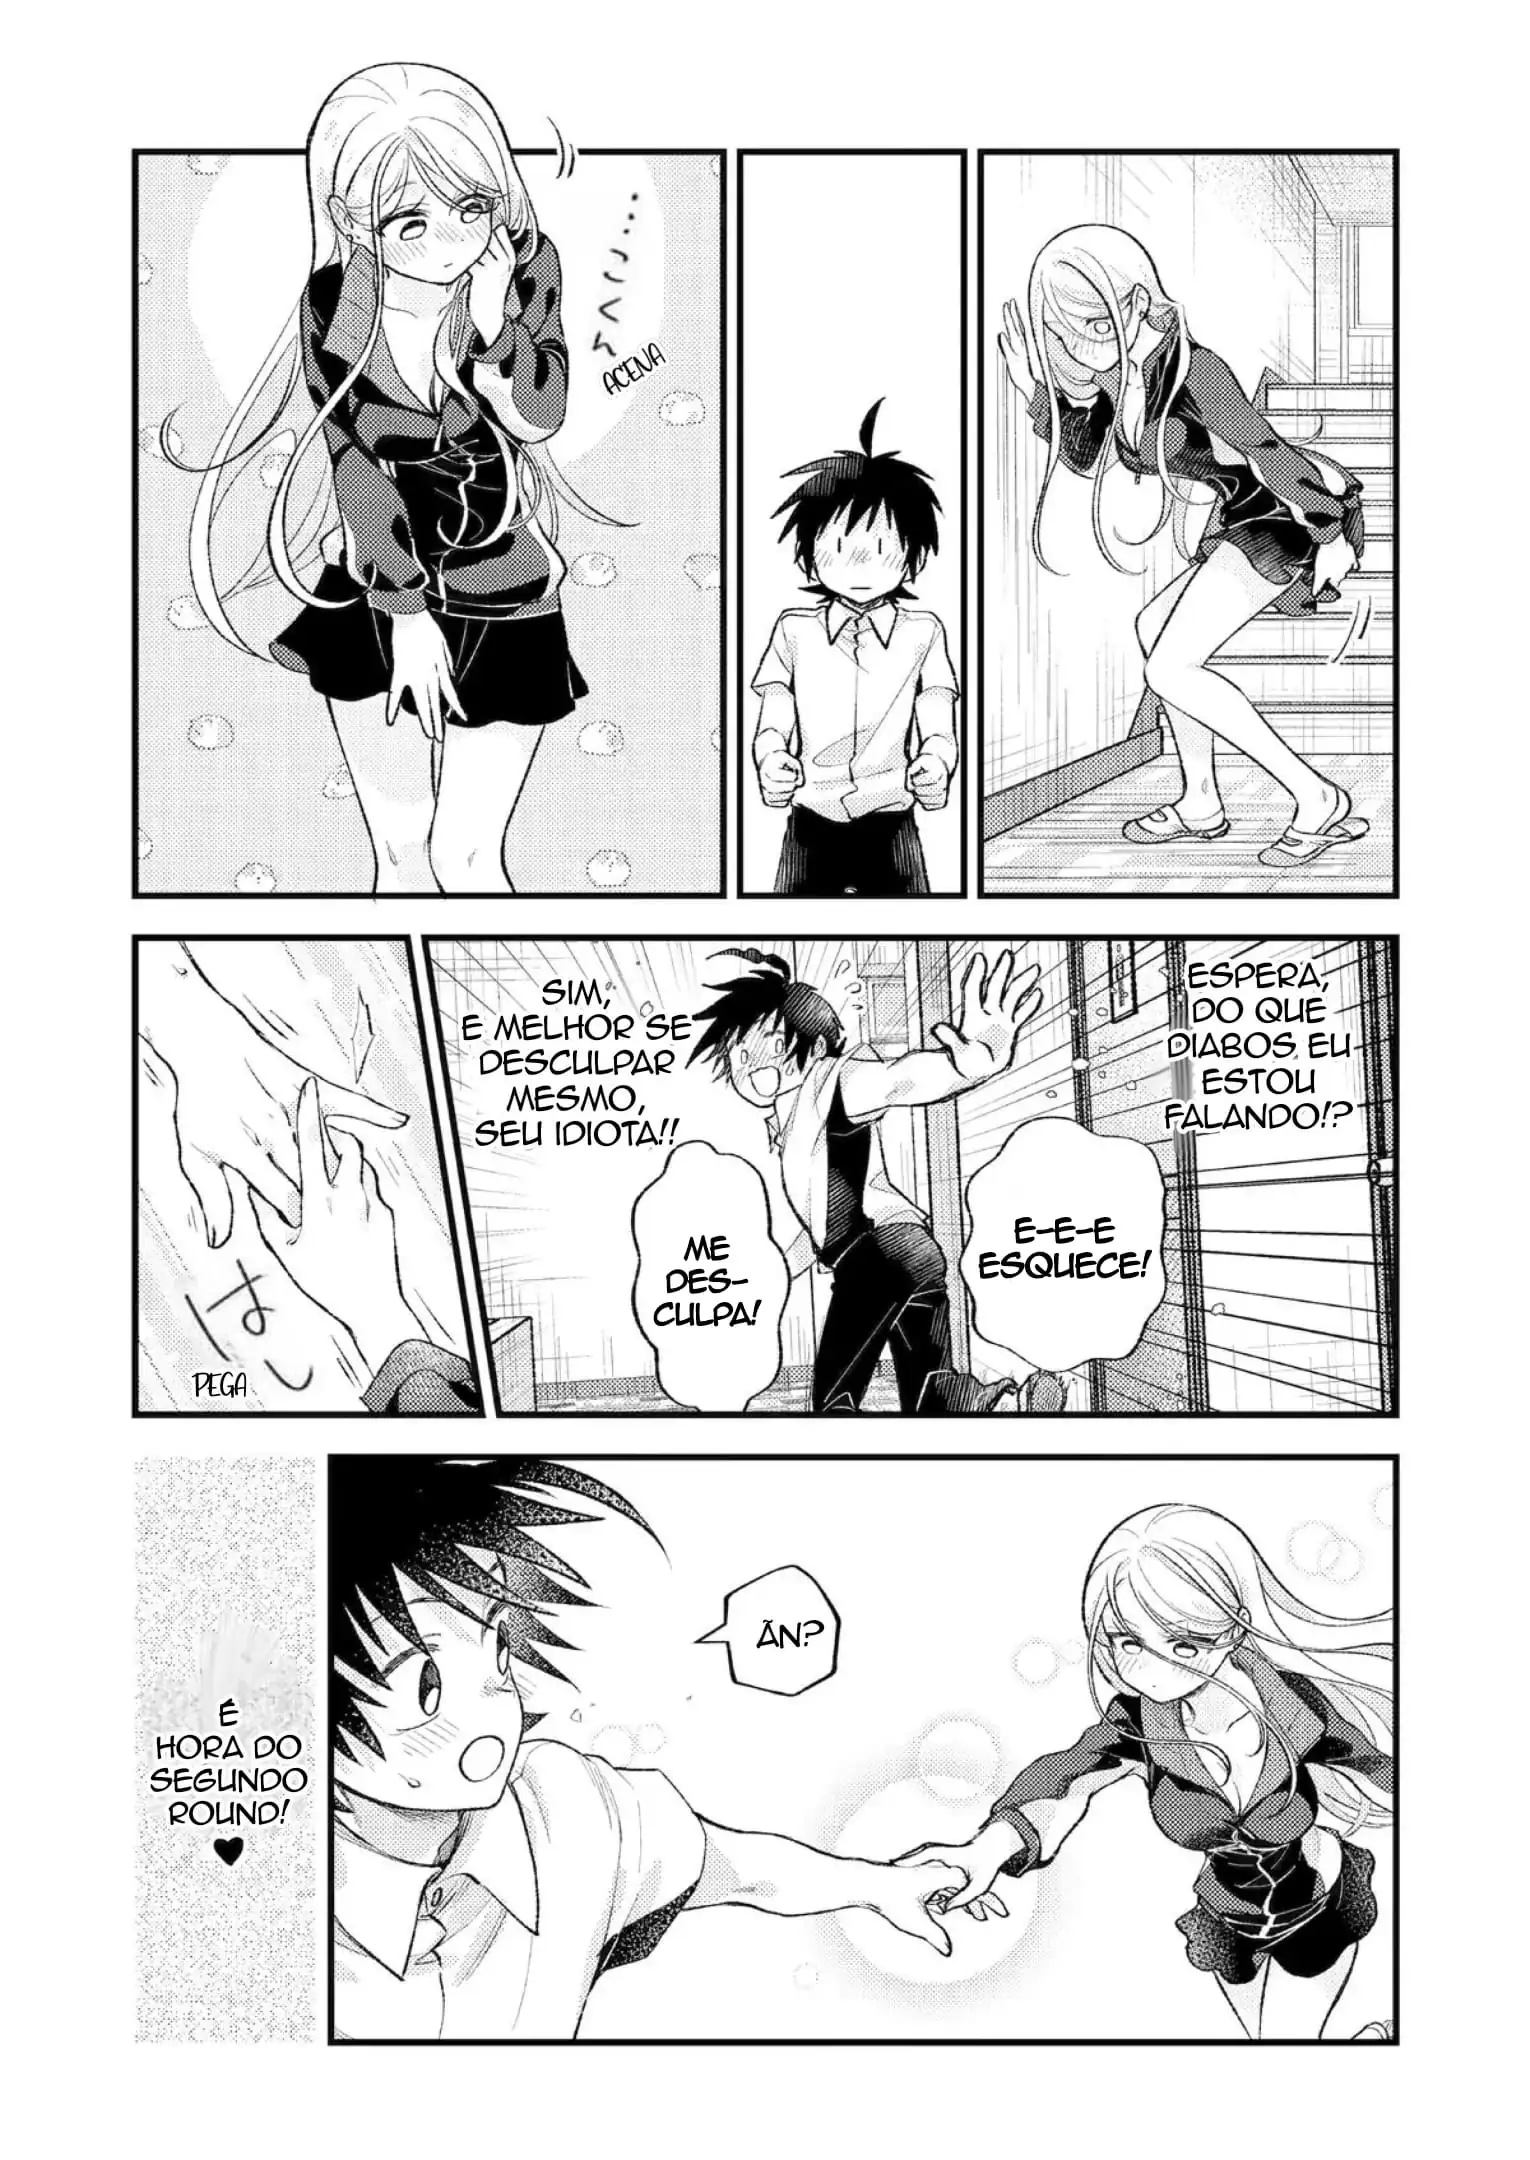 …こくん
ACENA
ESPERA,
DO QUE
DIABOS EU
ESTOU
FALANDO!?
E-E-E
ESQUECE!
SIM,
E MELHOR SE
DESCULPAR
MESMO,
SEU IDIOTA!!
ME
DES-
CULPA!
はし
PEGA
ÃN?
É
HORA DO
SEGUNDO
ROUND!
♥